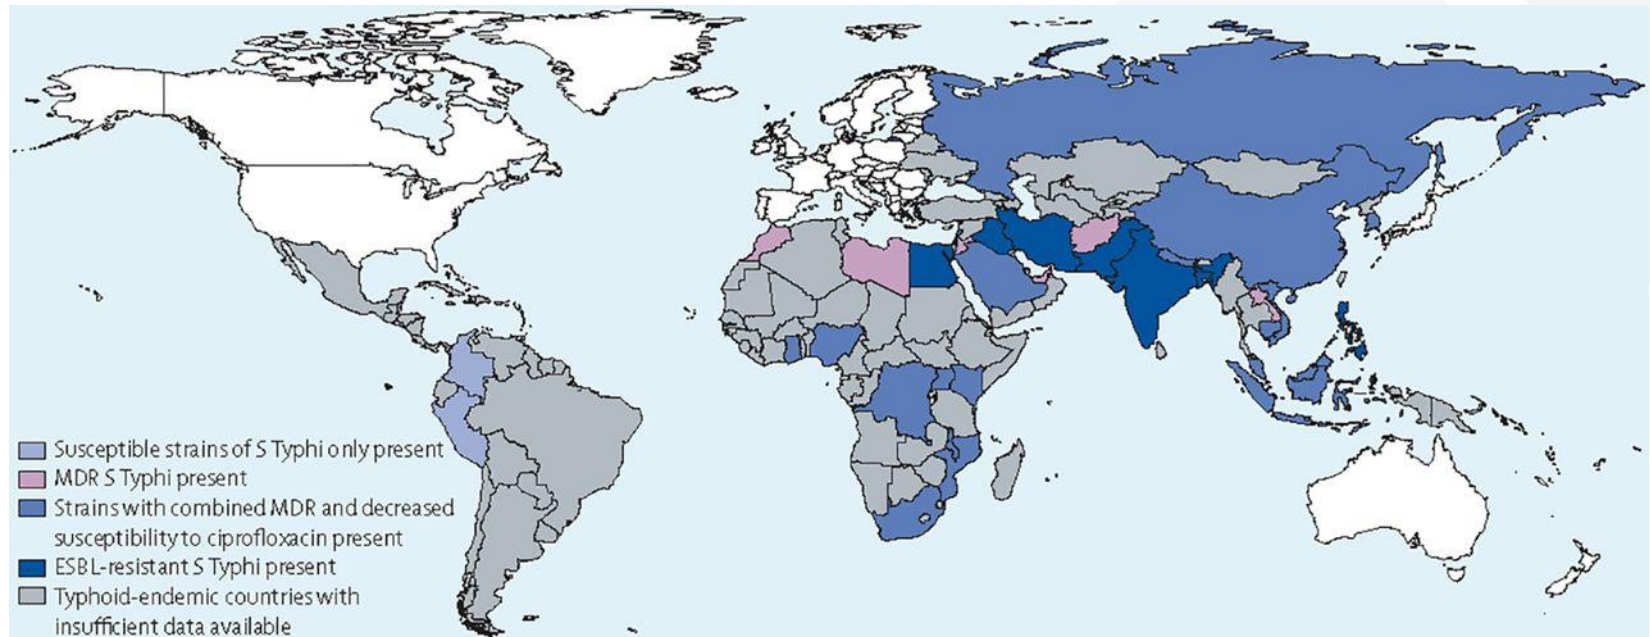 Susceptible strains of S Typhi only present
MDR S Typhi present
Strains with combined MDR and decreased
susceptibility to ciprofloxacin present
ESBL-resistant S Typhi present
Typhoid-endemic countries with
insufficient data available